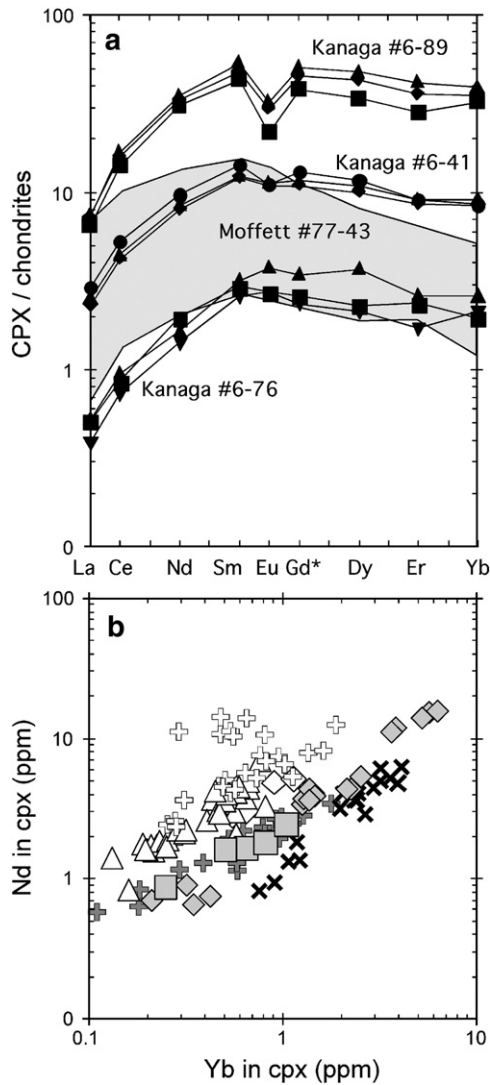 100
a
Kanaga #6-89
Kanaga #6-41
10
Moffett #77-43
CPX / chondrites
1
Kanaga #6-76
0
La Ce Nd Sm Eu Gd* Dy Er Yb
100
b
10
Nd in cpx (ppm)
1
0
0.1 1 10
Yb in cpx (ppm)